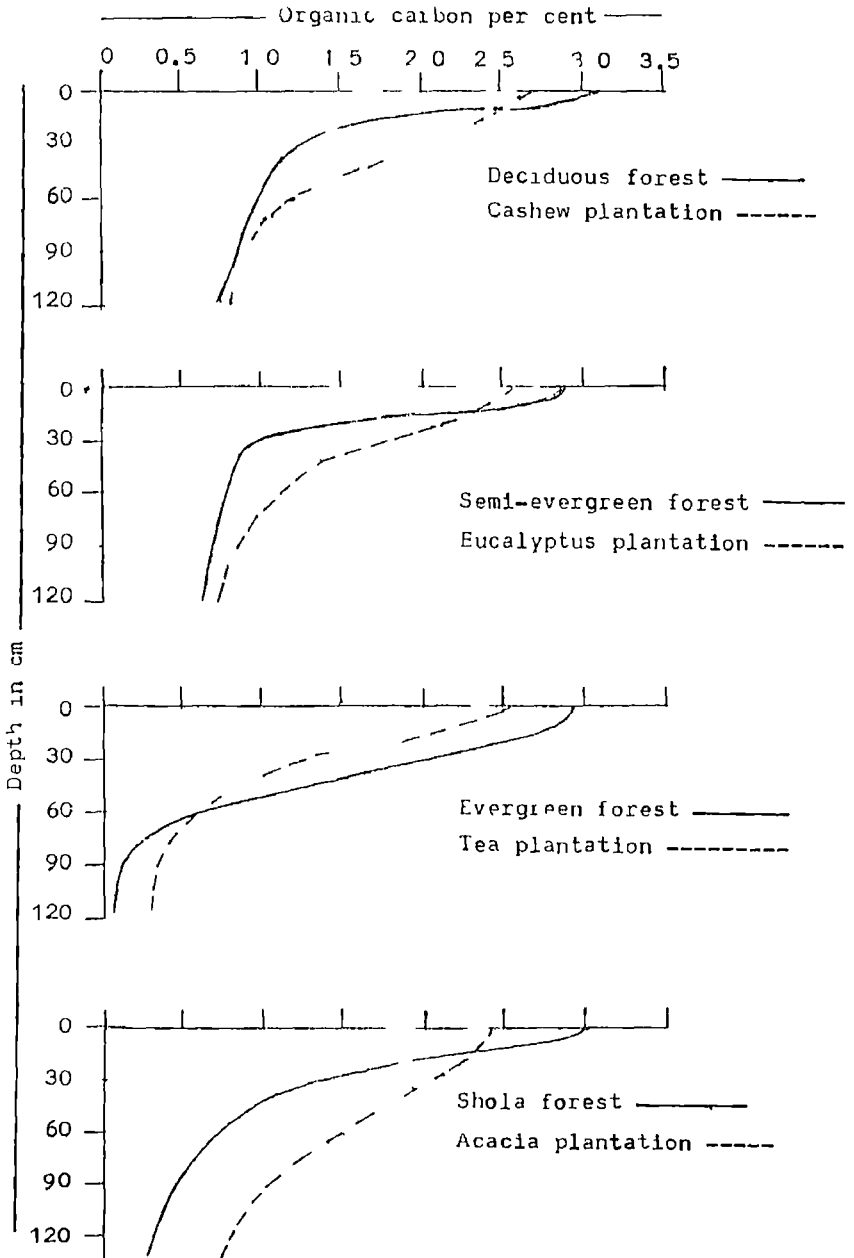 Organic carbon per cent
0 0.5 1 0 1 5 2 0 2 5 3 0 3.5
0
30
60
90
120
Deciduous forest
Cashew plantation
0
30
60
90
120
Semi-evergreen forest
Eucalyptus plantation
Depth in cm
0
30
60
90
120
Evergreen forest
Tea plantation
0
30
60
90
120
Shola forest
Acacia plantation